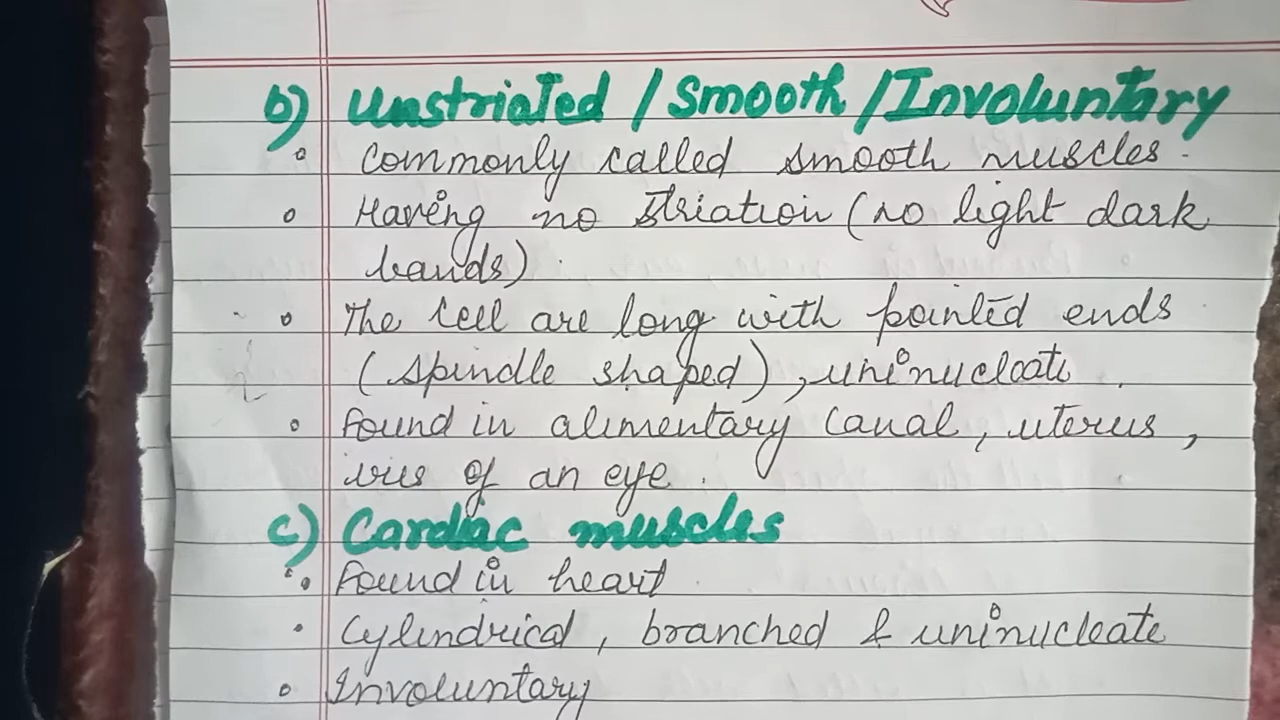 b) Unstriated / Smooth / Involuntary
• Commonly called smooth muscles.
• Having no striation (no light dark
bands).
• The cell are long with pointed ends
(spindle shaped), uninucleate.
• Found in alimentary canal, uterus,
iris of an eye.
c) Cardiac muscles
• Found in heart
• Cylindrical, branched & uninucleate
• Involuntary